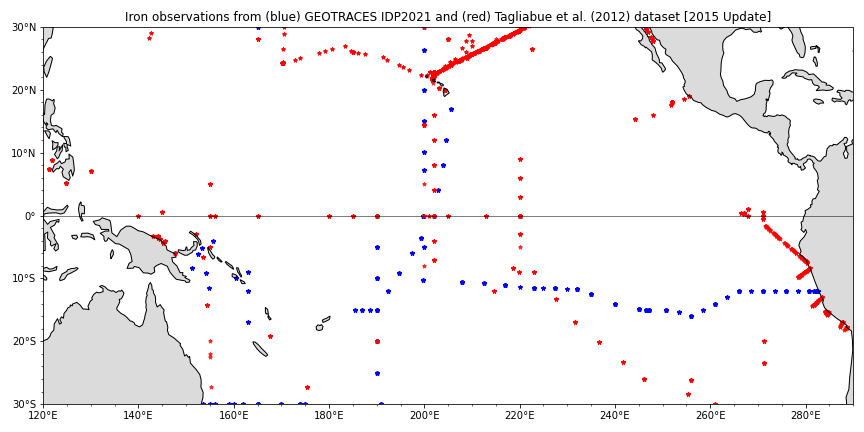 Iron observations from (blue) GEOTRACES IDP2021 and (red) Tagliabue et al. (2012) dataset [2015 Update]
30°N
20°N
10°N
0°
10°S
20°S
30°S
120°E
140°E
160°E
180°E
200°E
220°E
240°E
260°E
280°E